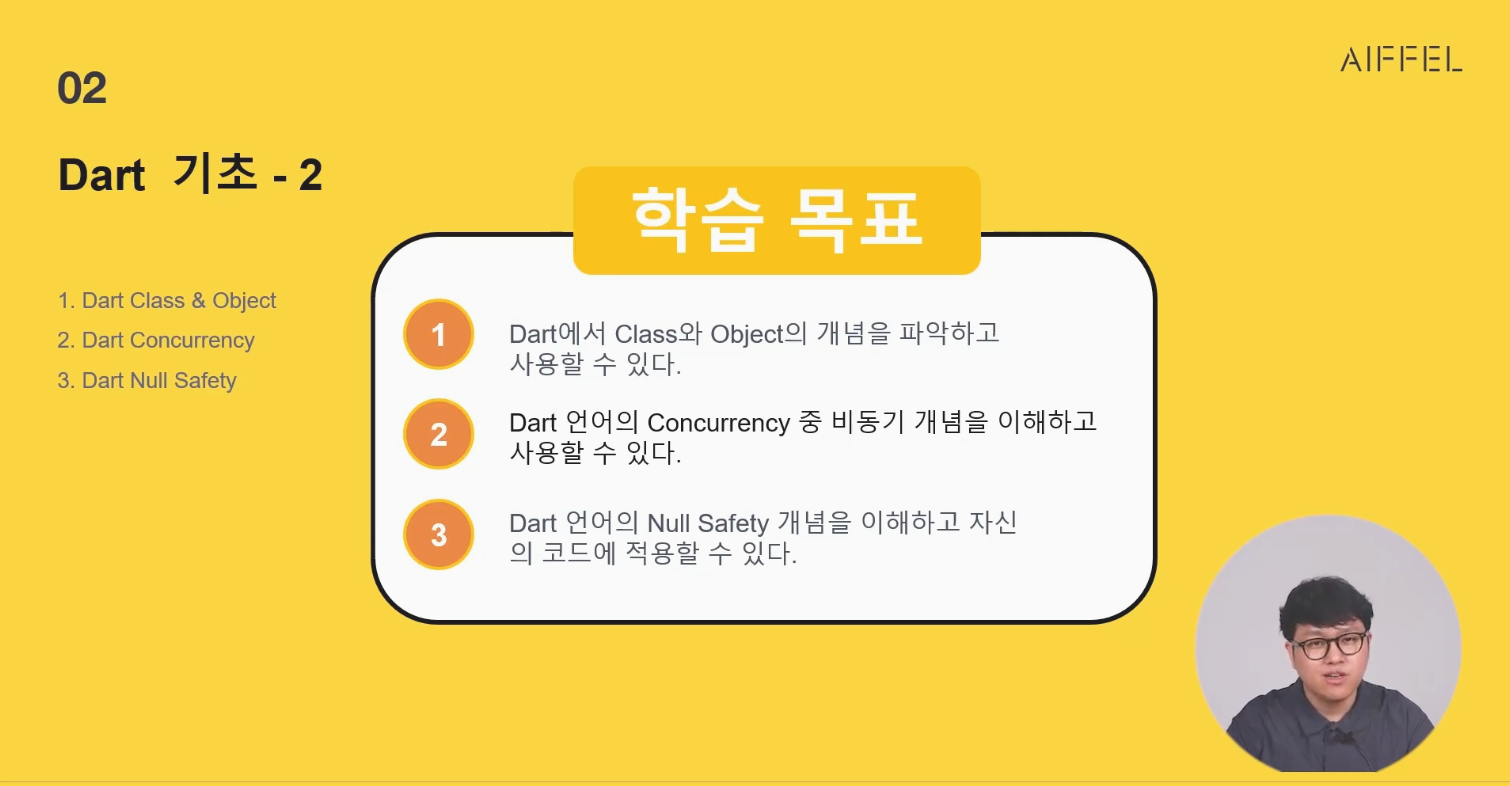 02
AIFFEL
Dart 기초 - 2
1. Dart Class & Object
2. Dart Concurrency
3. Dart Null Safety
학습 목표
1
Dart에서 Class와 Object의 개념을 파악하고
사용할 수 있다.
2
Dart 언어의 Concurrency 중 비동기 개념을 이해하고
사용할 수 있다.
3
Dart 언어의 Null Safety 개념을 이해하고 자신
의 코드에 적용할 수 있다.